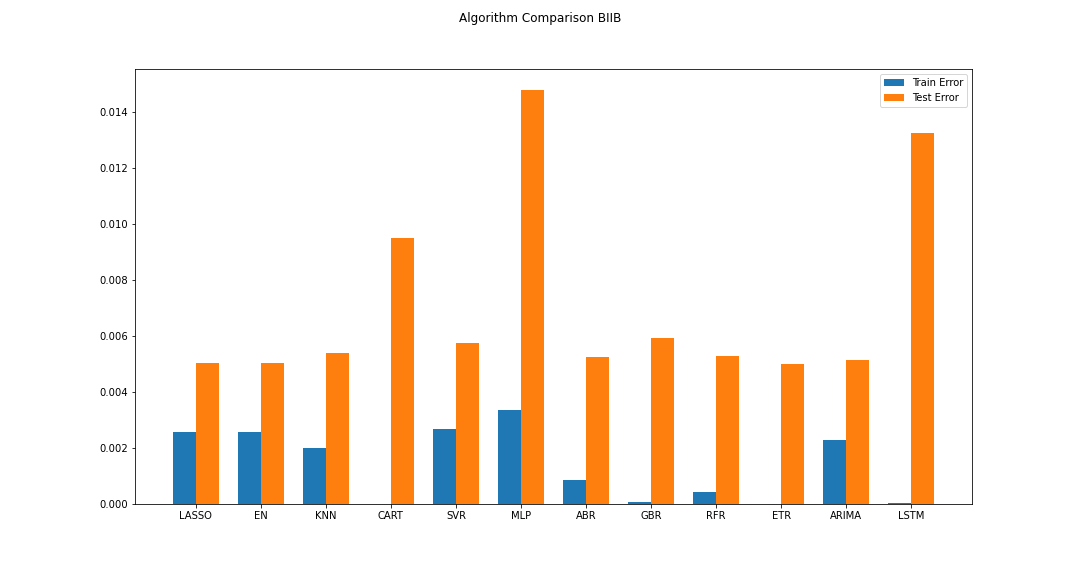 Algorithm Comparison BIIB
Train Error
Test Error
0.014
0.012
0.010
0.008
0.006
0.004
0.002
0.000
LASSO EN KNN CART SVR MLP ABR GBR RFR ETR ARIMA LSTM